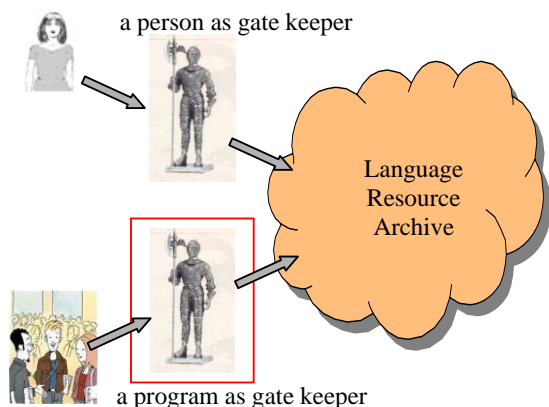 a person as gate keeper
Language
Resource
Archive
a program as gate keeper